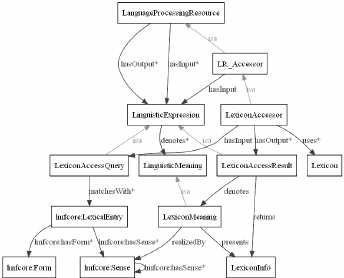 LanguageProcessingResource
isa
LR_Accessor
hasOutput*
hasInput*
isa
hasInput
LinguisticExpression
LexiconAccessor
isa
denotes*
isa
hasInput
hasOutput*
uses*
LexiconAccessQuery
LinguisticMeaning
LexiconAccessResult
Lexicon
matchesWith*
isa
denotes
lmfcore:LexicalEntry
LexiconMeaning
returns
lmfcore:hasForm*
lmfcore:hasSense*
realizedBy
presents
lmfcore:Form
lmfcore:Sense
lmfcore:hasSense*
LexiconInfo